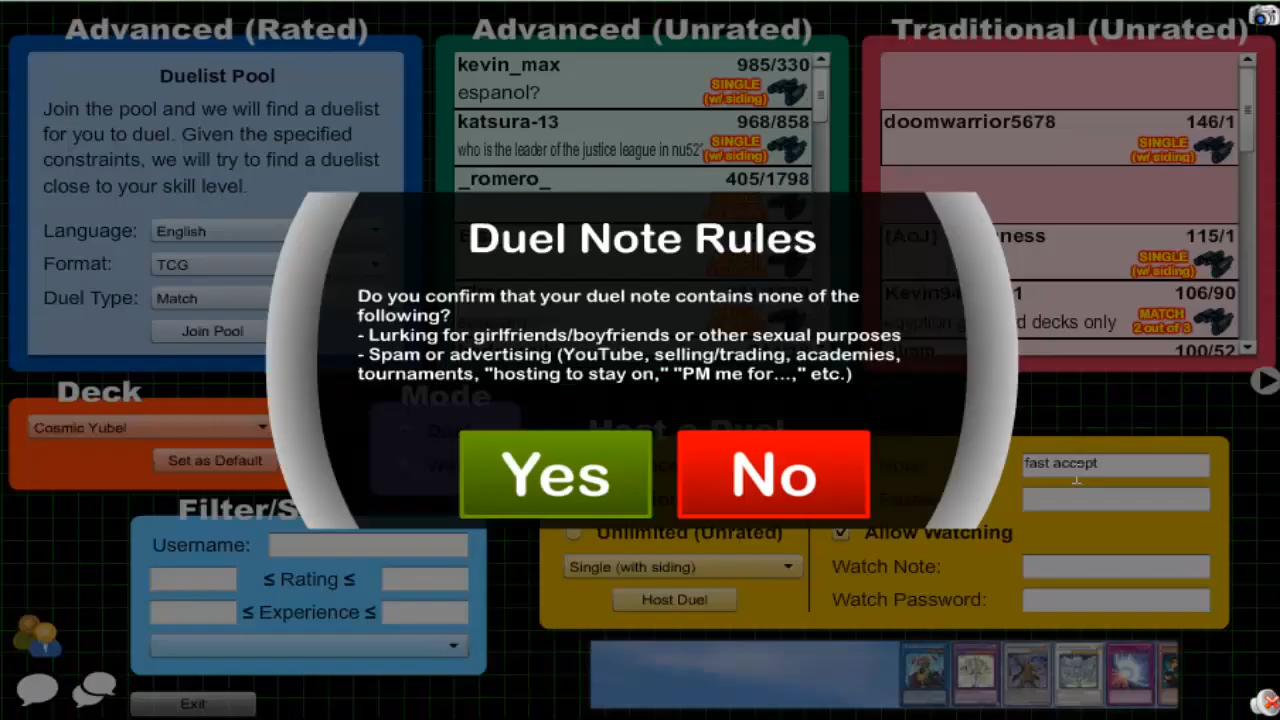 Advanced (Rated)
Duelist Pool
Join the pool and we will find a duelist
for you to duel. Given the specified
constraints, we will try to find a duelist
close to your skill level.
Language: English
Format: TCG
Duel Type: Match
Join Pool
Advanced (Unrated)
kevin_max 985/330
espanol? SINGLE (w/ siding)
katsura-13 968/858
who is the leader of the justice league in nu52 SINGLE (w/ siding)
_romero_ 405/1798
Traditional (Unrated)
doomwarrior5678 146/1
SINGLE (w/ siding)
115/1
SINGLE (w/ siding)
106/90
decks only MATCH 2 out of 3
100/52
Duel Note Rules
Do you confirm that your duel note contains none of the
following?
- Lurking for girlfriends/boyfriends or other sexual purposes
- Spam or advertising (YouTube, selling/trading, academies,
tournaments, "hosting to stay on," "PM me for...," etc.)
Yes No
Deck
Cosmic Yubel
Set as Default
Mode
Host a Duel
fast accept
Unlimited (Unrated) Allow Watching
Single (with siding) Watch Note:
Host Duel Watch Password:
Filter/S
Username:
≤ Rating ≤
≤ Experience ≤
Exit